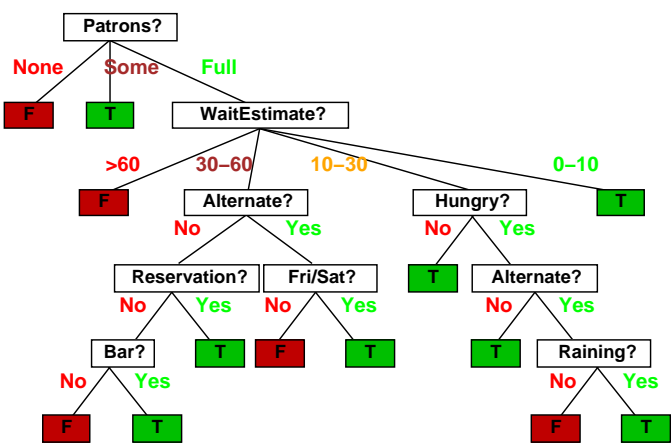 Patrons?
None Some Full
F T WaitEstimate?
>60 30–60 10–30 0–10
F Alternate? Hungry? T
No Yes No Yes
Reservation? Fri/Sat? T Alternate?
No Yes No Yes No Yes
Bar? T F T T Raining?
No Yes No Yes
F T F T